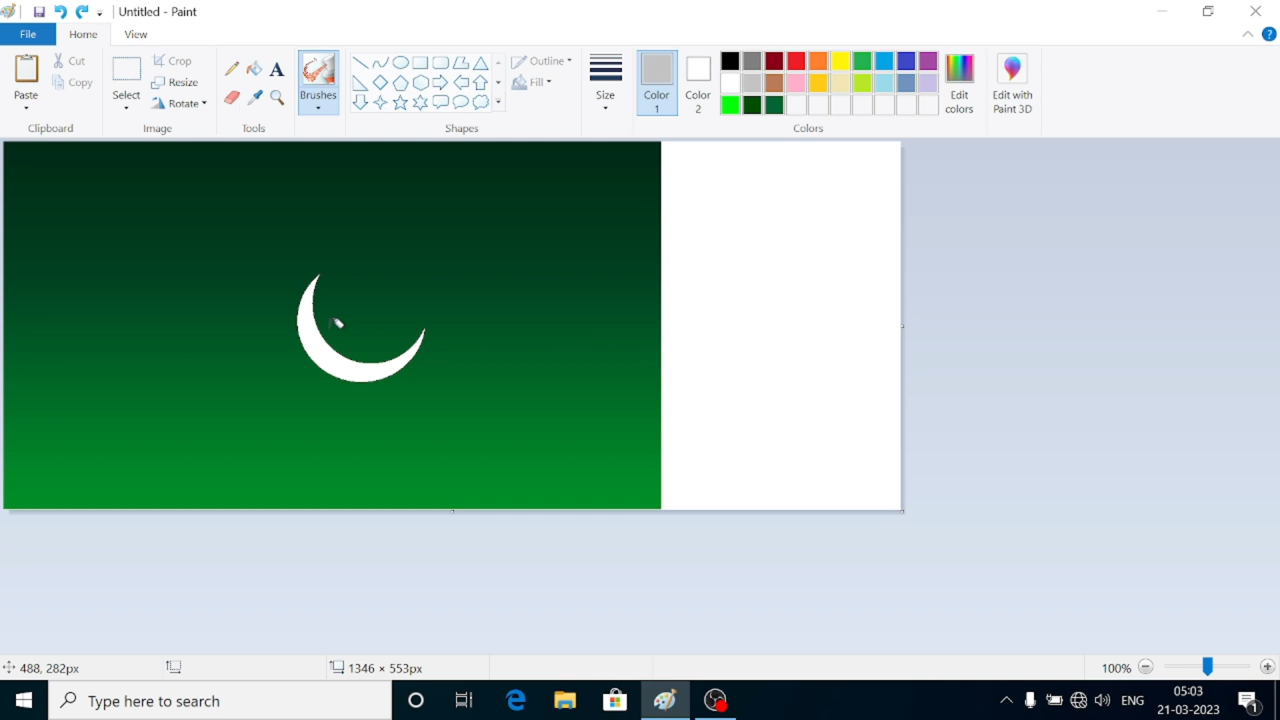 Untitled - Paint
File
Home
View
Paste
Cut
Copy
Clipboard
Select
Crop
Resize
Rotate
Image
A
Tools
Brushes
Shapes
Outline
Fill
Size
Color
1
Color
2
Colors
Edit
colors
Edit with
Paint 3D
488, 282px
1346 × 553px
100%
Type here to search
ENG
05:03
21-03-2023
1